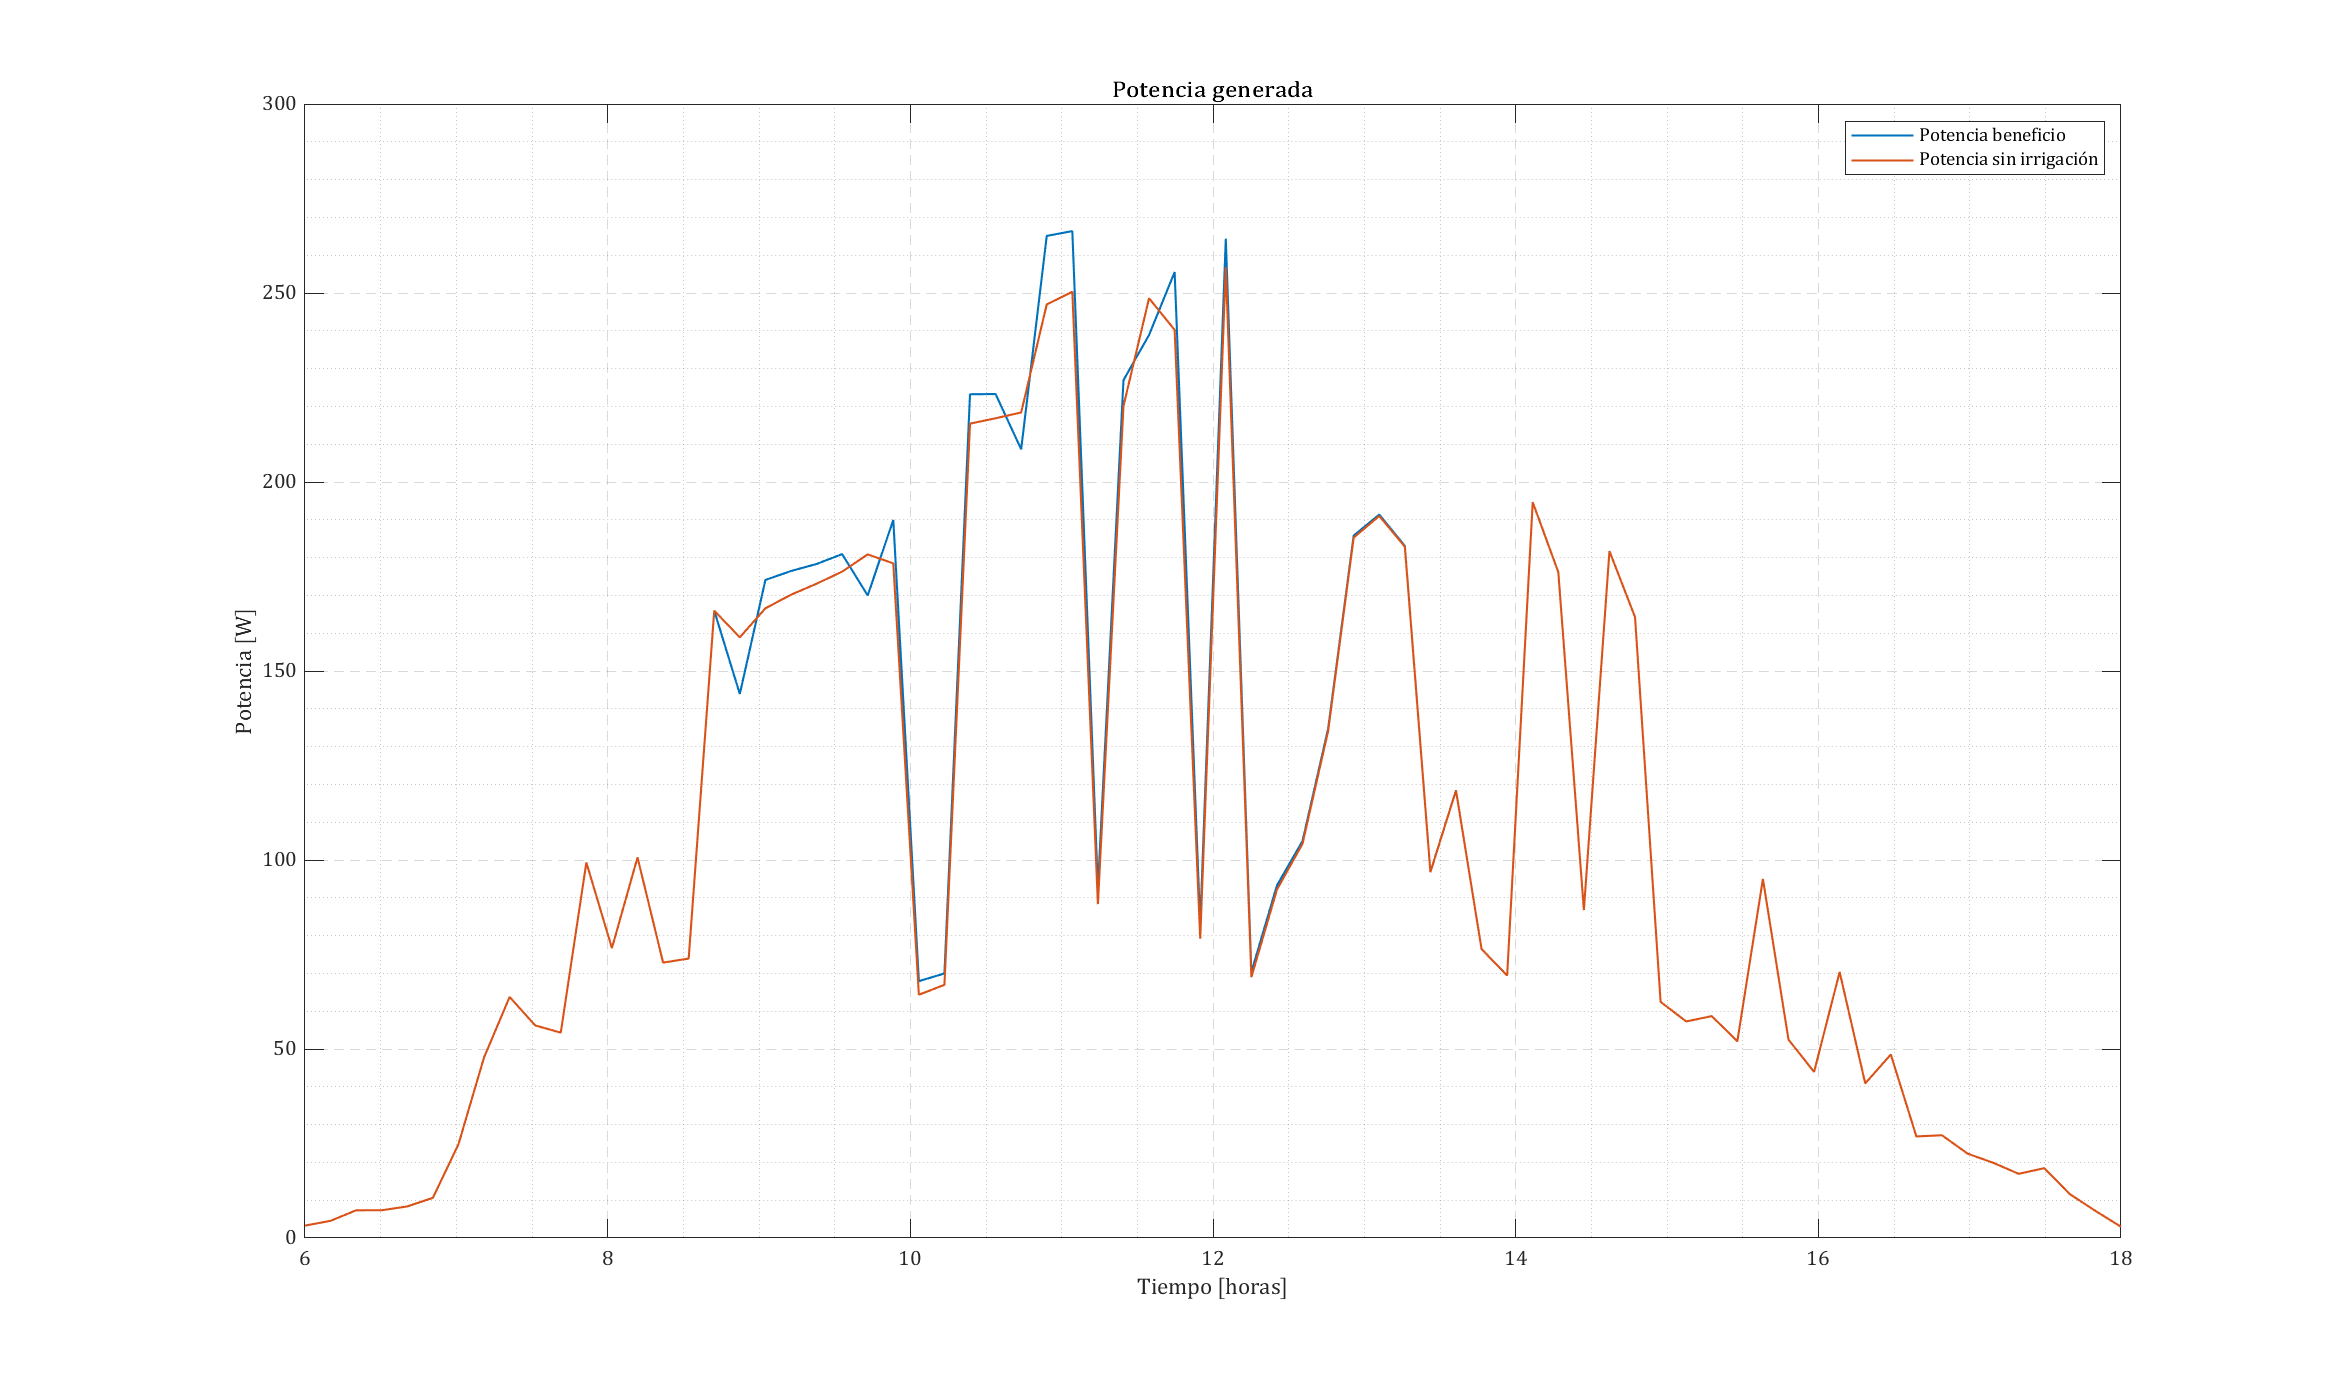 Potencia generada
300
250
200
150
100
50
0
Potencia [W]
Potencia beneficio
Potencia sin irrigación
6
8
10
12
14
16
18
Tiempo [horas]